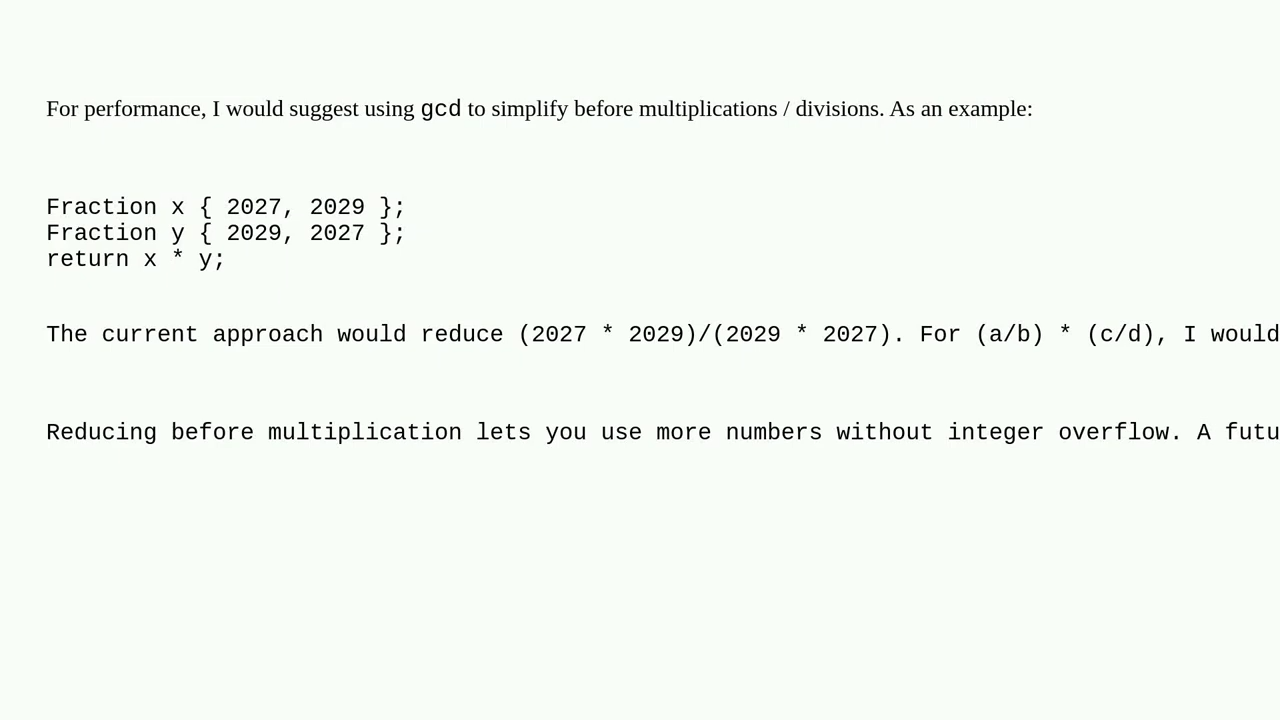 For performance, I would suggest using gcd to simplify before multiplications / divisions. As an example:
Fraction x { 2027, 2029 };
Fraction y { 2029, 2027 };
return x * y;
The current approach would reduce (2027 * 2029)/(2029 * 2027). For (a/b) * (c/d), I would
Reducing before multiplication lets you use more numbers without integer overflow. A futu